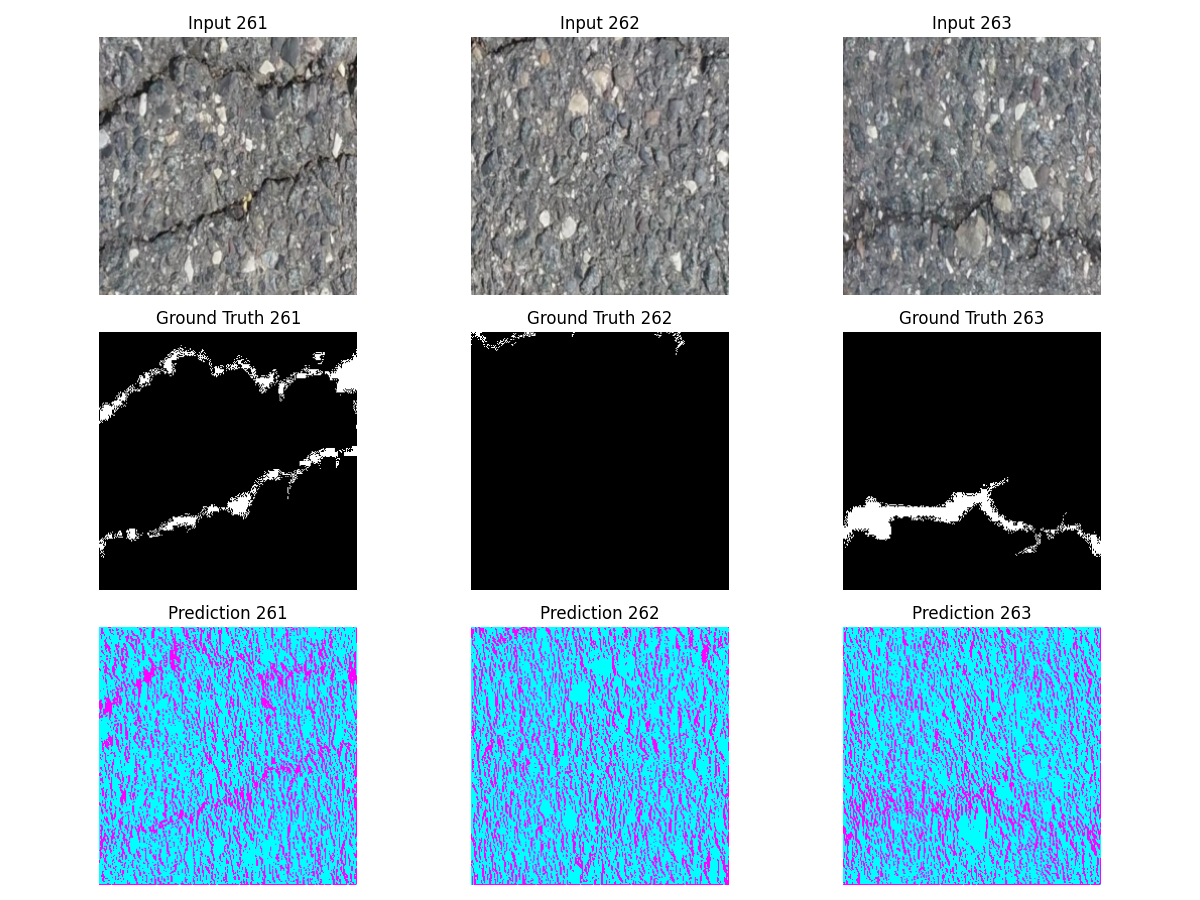 Input 261
Input 262
Input 263
Ground Truth 261
Ground Truth 262
Ground Truth 263
Prediction 261
Prediction 262
Prediction 263